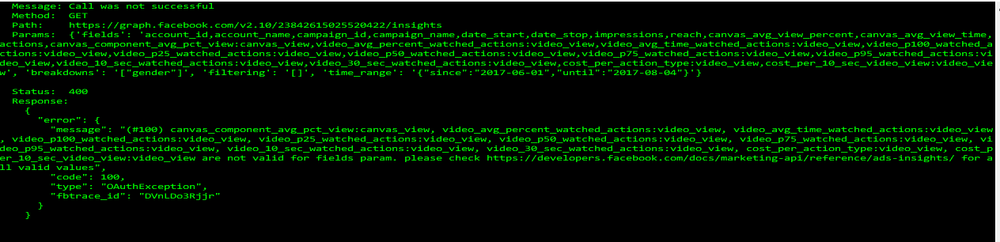 Message: Call was not successful
Method: GET
Path: https://graph.facebook.com/v2.10/23842615025520422/insights
Params: {'fields': 'account_id,account_name,campaign_id,campaign_name,date_start,date_stop,impressions,reach,canvas_avg_view_percent,canvas_avg_view_time,
actions,canvas_component_avg_pct_view:canvas_view,video_avg_percent_watched_actions:video_view,video_avg_time_watched_actions:video_view,video_p100_watched_a
ctions:video_view,video_p25_watched_actions:video_view,video_p50_watched_actions:video_view,video_p75_watched_actions:video_view,video_p95_watched_actions:vi
deo_view,video_10_sec_watched_actions:video_view,video_30_sec_watched_actions:video_view,cost_per_action_type:video_view,cost_per_10_sec_video_view:video_vie
w', 'breakdowns': '["gender"]', 'filtering': '[]', 'time_range': '{"since":"2017-06-01","until":"2017-08-04"}'}
Status: 400
Response:
{
"error": {
"message": "(#100) canvas_component_avg_pct_view:canvas_view, video_avg_percent_watched_actions:video_view, video_avg_time_watched_actions:video_view
, video_p100_watched_actions:video_view, video_p25_watched_actions:video_view, video_p50_watched_actions:video_view, video_p75_watched_actions:video_view, vi
deo_p95_watched_actions:video_view, video_10_sec_watched_actions:video_view, video_30_sec_watched_actions:video_view, cost_per_action_type:video_view, cost_p
er_10_sec_video_view:video_view are not valid for fields param. please check https://developers.facebook.com/docs/marketing-api/reference/ads-insights/ for a
ll valid values",
"code": 100,
"type": "OAuthException",
"fbtrace_id": "DVnLDo3Rjjr"
}
}